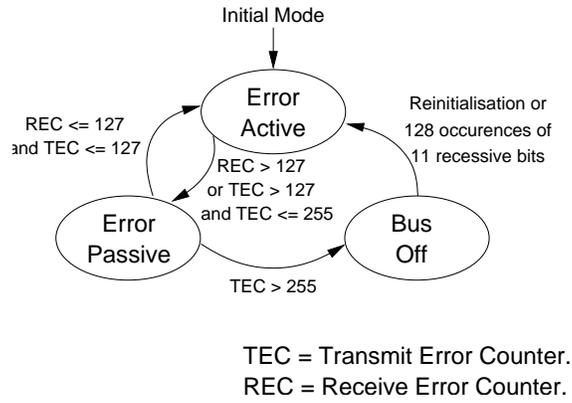 Initial Mode
Error
Active
REC <= 127
and TEC <= 127
Reinitialisation or
128 occurences of
11 recessive bits
REC > 127
or TEC > 127
and TEC <= 255
Error
Passive
Bus
Off
TEC > 255
TEC = Transmit Error Counter.
REC = Receive Error Counter.